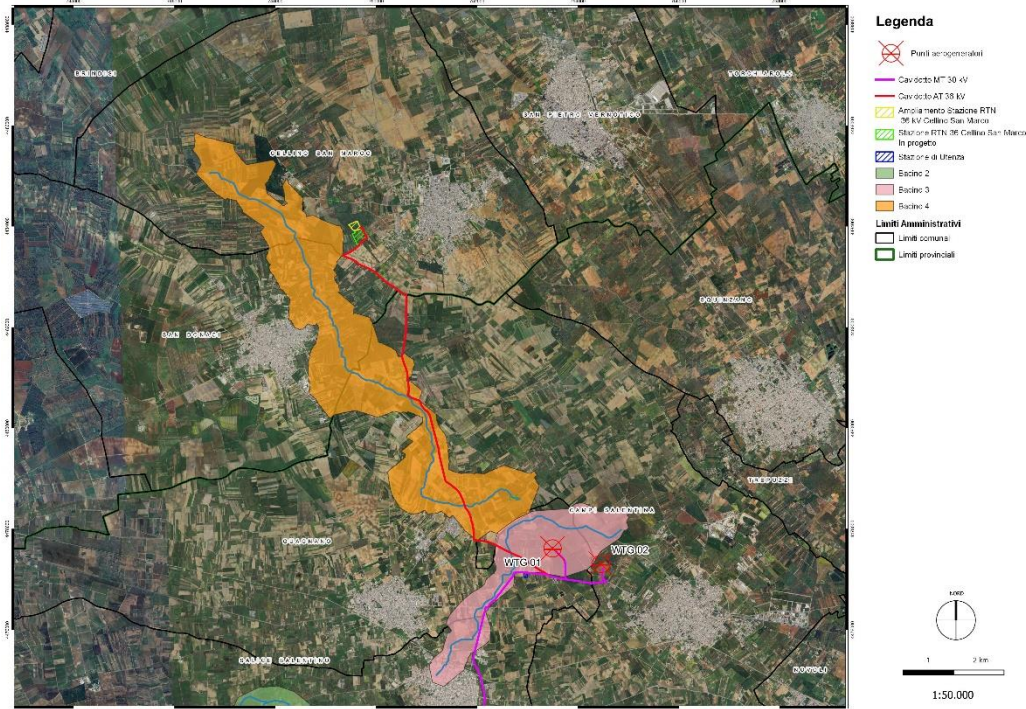 Legenda
Punti aerogeneratori
Cavidotto MT 30 kV
Cavidotto AT 36 kV
Ampliamento Stazione RTN
36 kV Cellino San Marco
Stazione RTN 36 Cellino San Marco
In progetto
Stazione di Utenza
Bacino 2
Bacino 3
Bacino 4
Limiti Amministrativi
Limiti comunali
Limiti provinciali
BRINDISI
TORCHIAROLO
SAN PIETRO VERNOTICO
CELLINO SAN MARCO
SQUINZANO
SAN DONACI
TREPUZZI
CAMPI SALENTINA
GUAGNANO
WTG 01
WTG 02
SALICE SALENTINO
NOVOLI
NORD
1 2 km
1:50.000